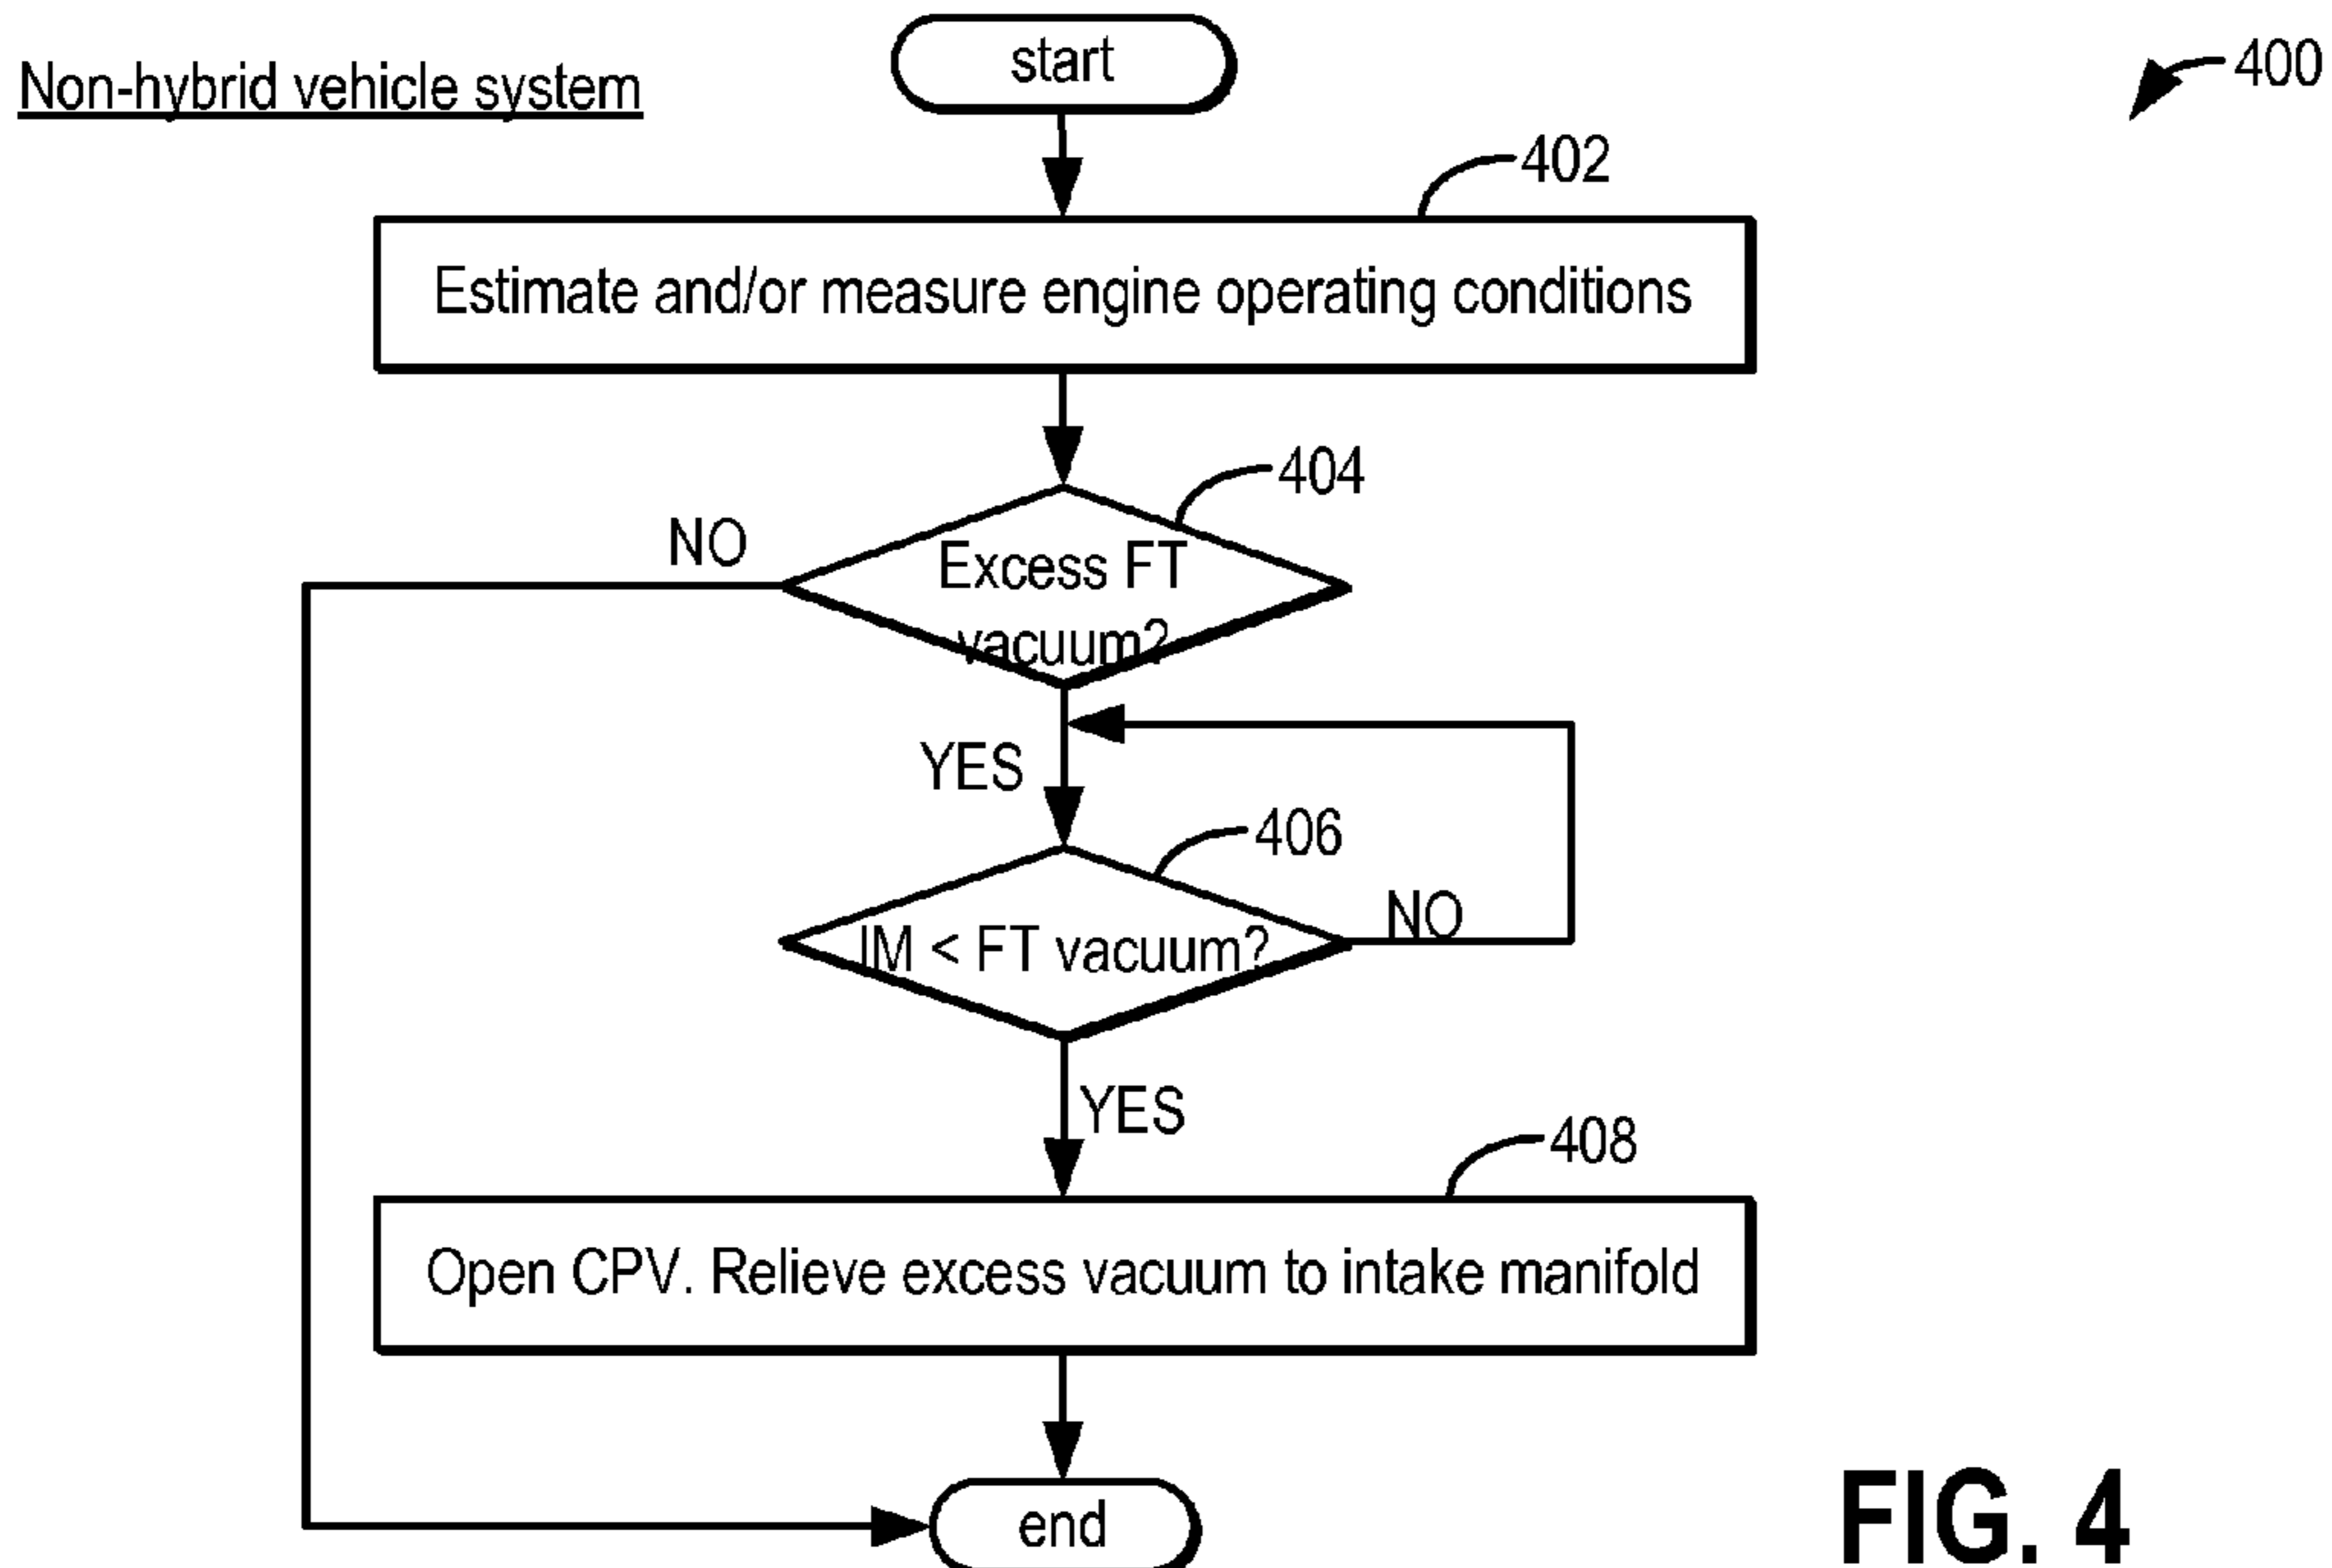 start
Non-hybrid vehicle system
400
402
Estimate and/or measure engine operating conditions
404
NO
Excess FT
vacuum?
YES
406
IM < FT vacuum?
NO
YES
408
Open CPV. Relieve excess vacuum to intake manifold
end
FIG. 4